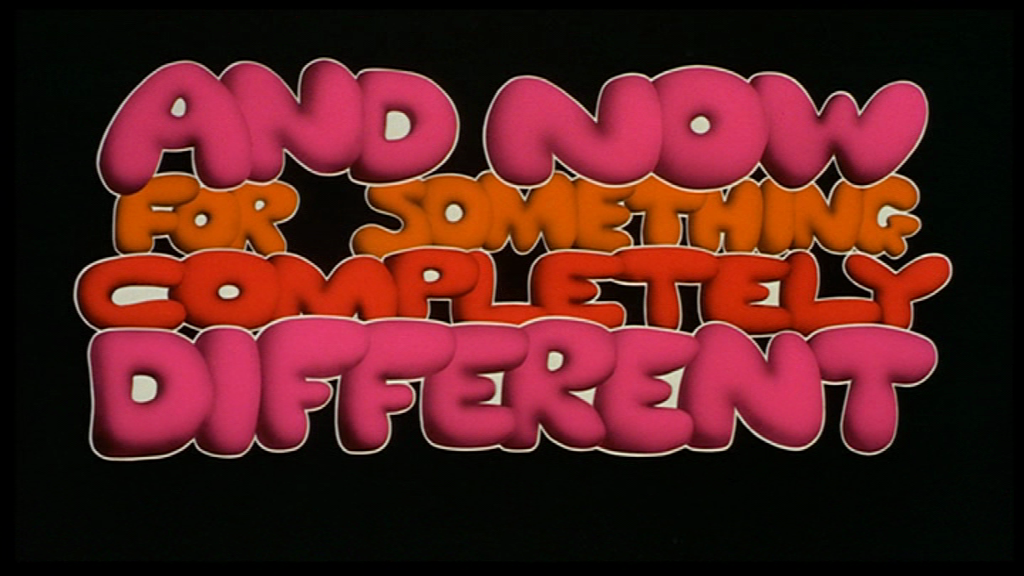 AND NOW
FOR SOMETHING
COMPLETELY
DIFFERENT